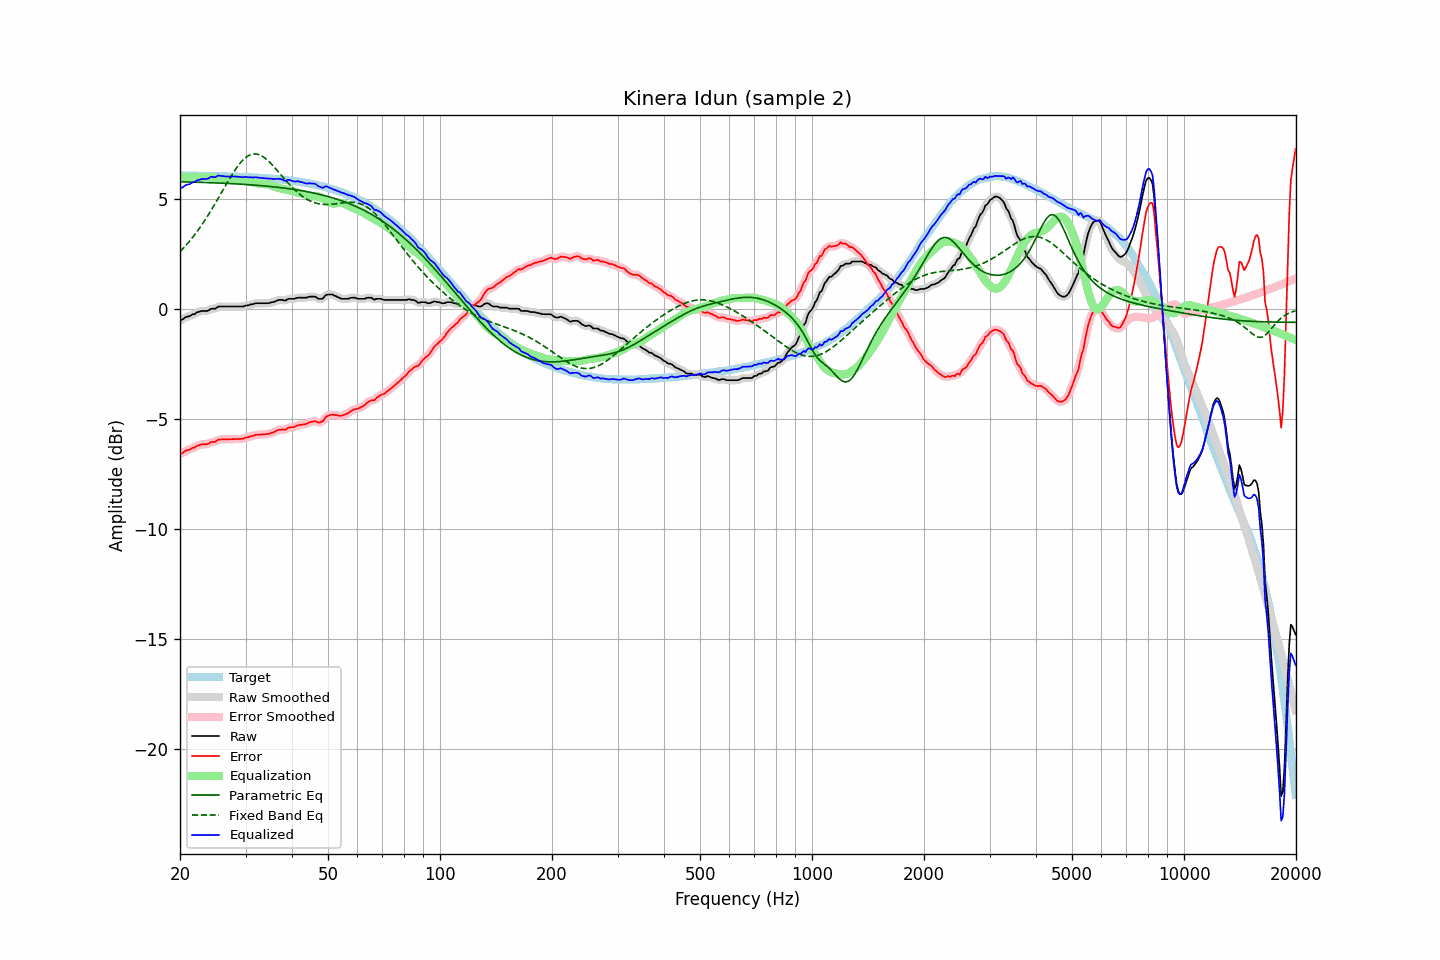 Kinera Idun (sample 2)
5
0
−5
−10
−15
−20
Amplitude (dBr)
Target
Raw Smoothed
Error Smoothed
Raw
Error
Equalization
Parametric Eq
Fixed Band Eq
Equalized
20 50 100 200 500 1000 2000 5000 10000 20000
Frequency (Hz)